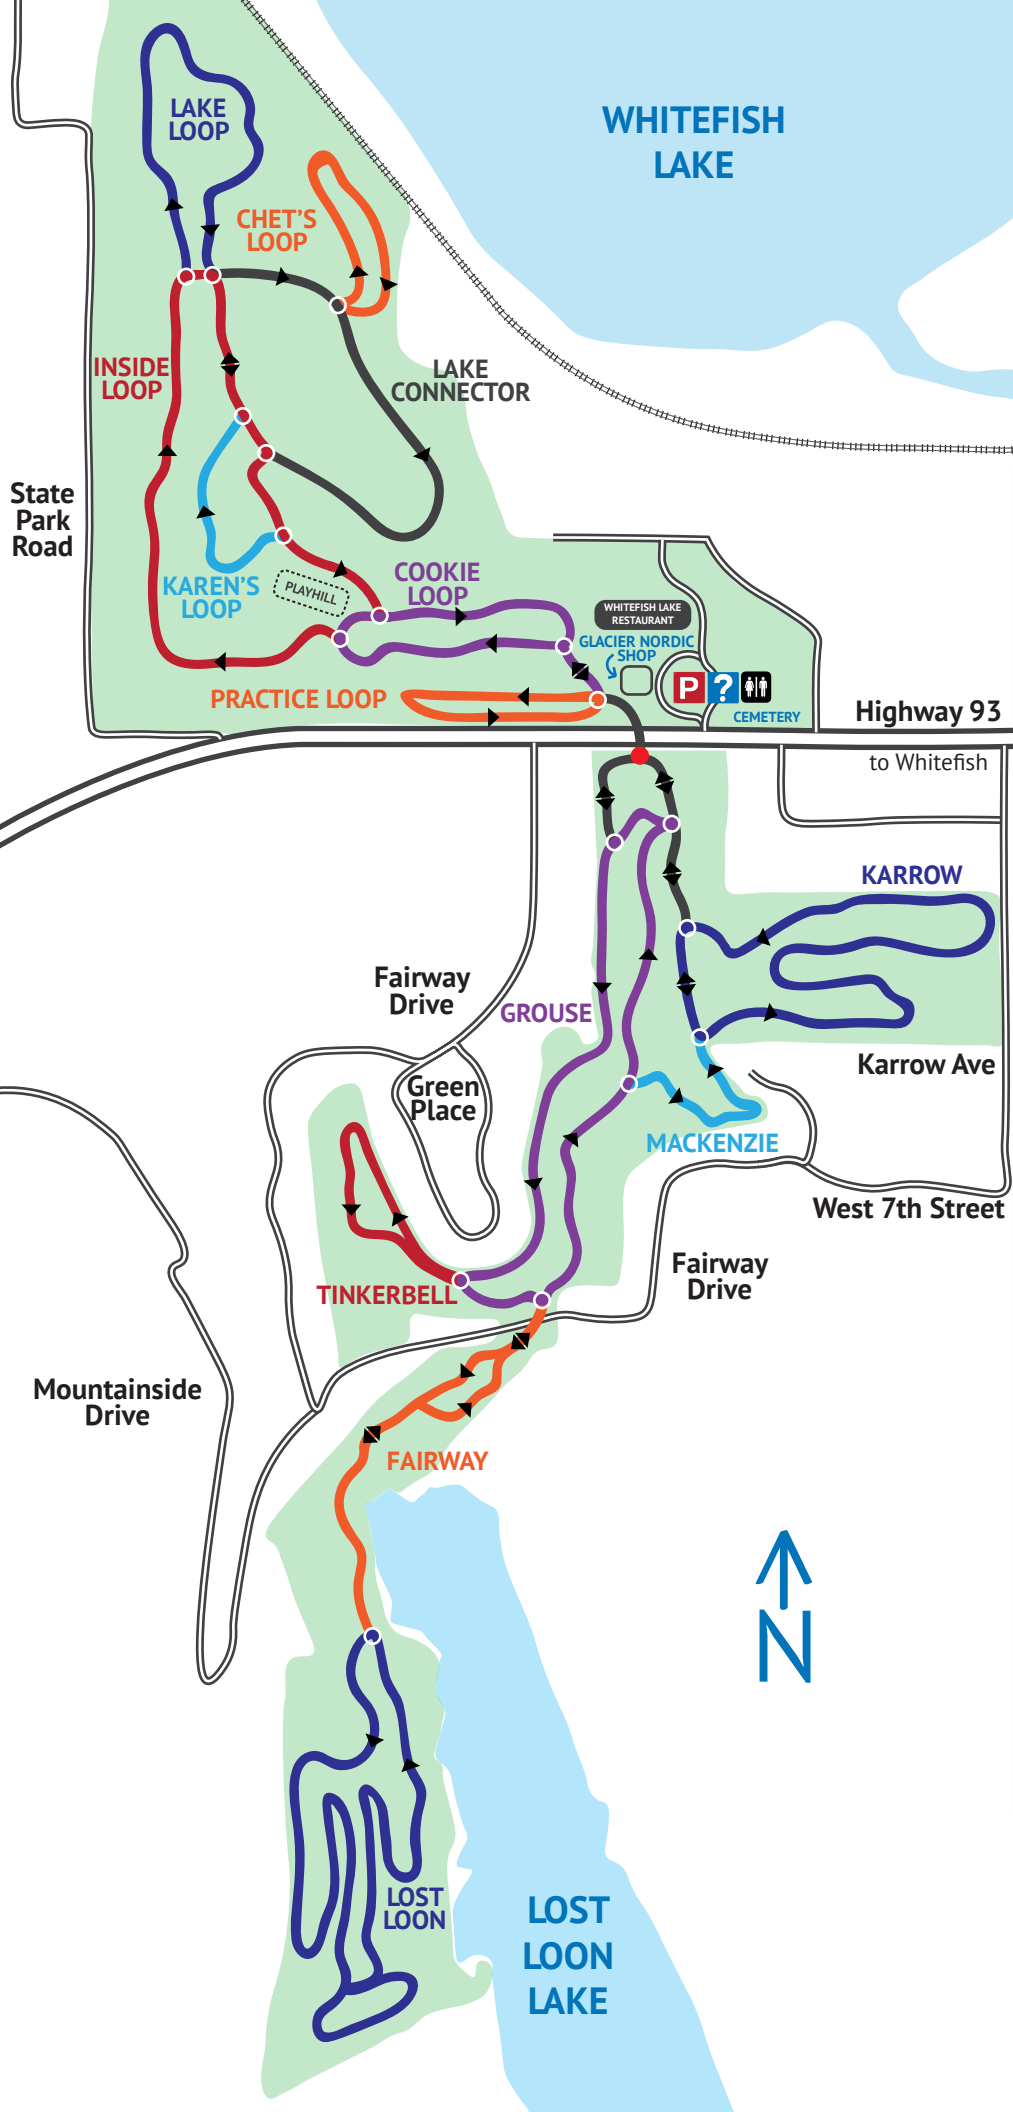 LAKE
LOOP
WHITEFISH
LAKE
CHET'S
LOOP
INSIDE
LOOP
LAKE
CONNECTOR
State
Park
Road
KAREN'S
LOOP
PLAYHILL
COOKIE
LOOP
WHITEFISH LAKE
RESTAURANT
GLACIER NORDIC
SHOP
PRACTICE LOOP
P
?
CEMETERY
Highway 93
to Whitefish
KARROW
Fairway
Drive
GROUSE
Karrow Ave
Green
Place
MACKENZIE
West 7th Street
TINKERBELL
Fairway
Drive
Mountainside
Drive
FAIRWAY
N
LOST
LOON
LOST
LOON
LAKE